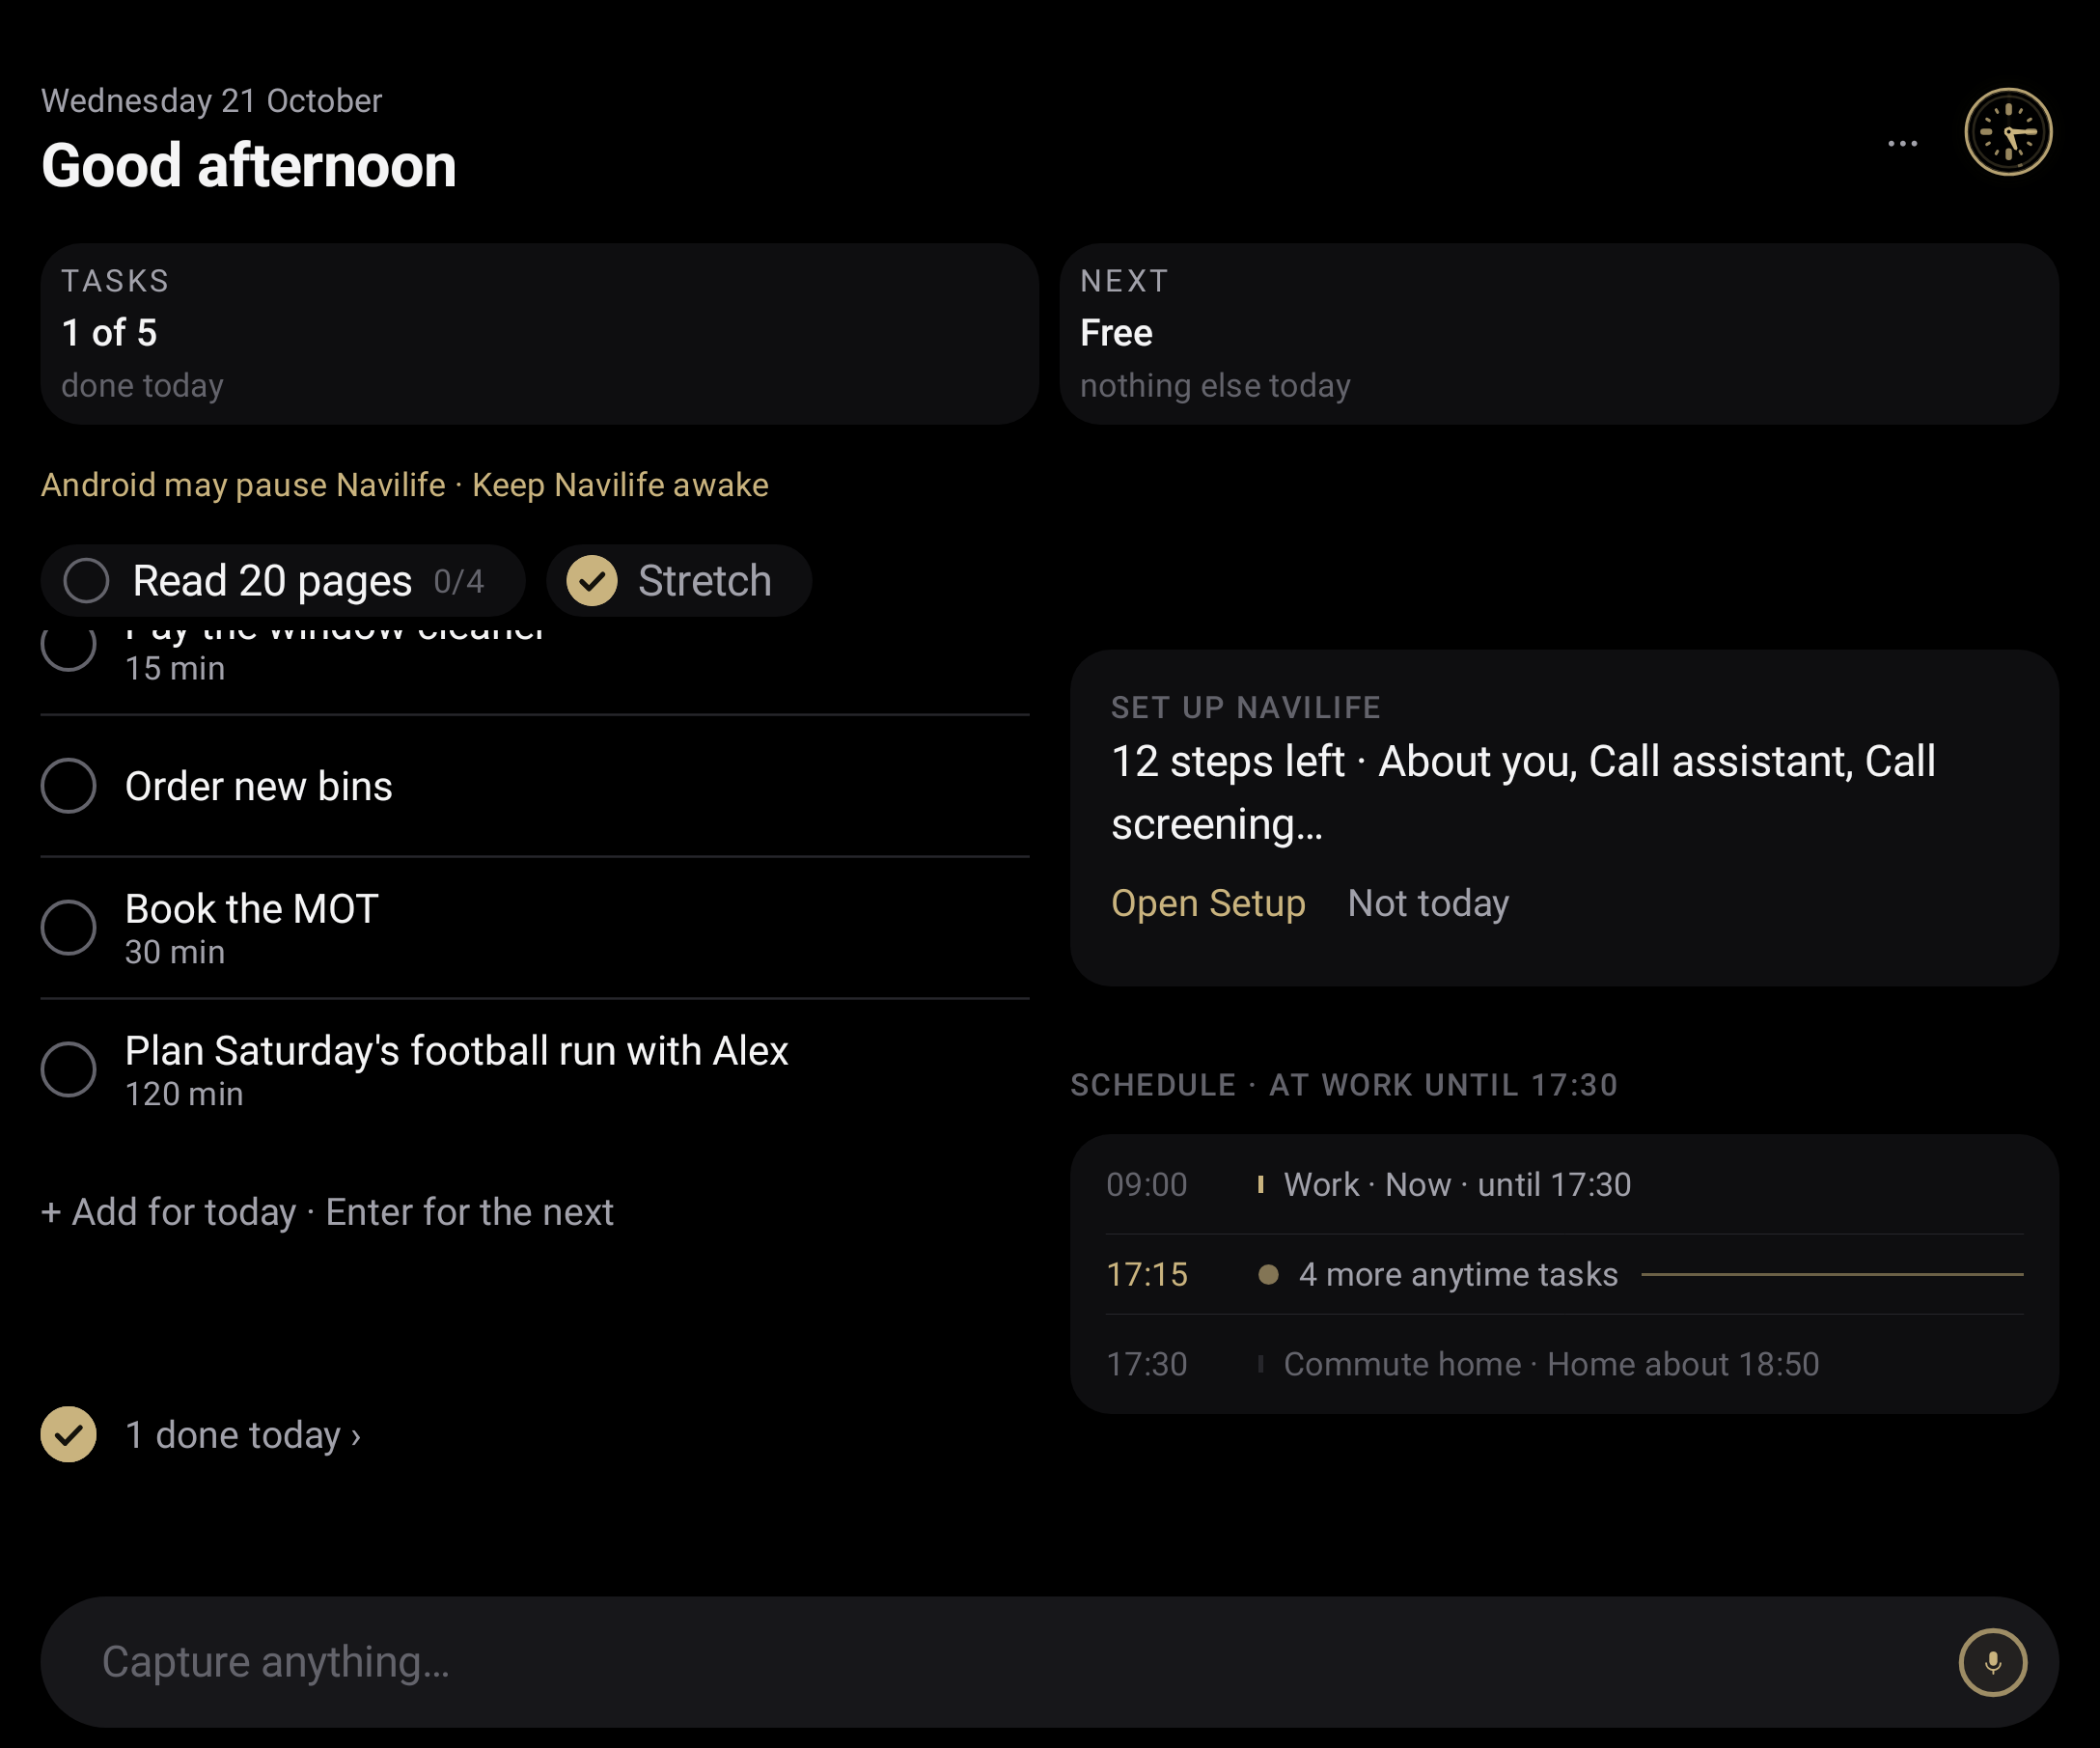 Wednesday 21 October
Good afternoon
...
TASKS
1 of 5
done today
NEXT
Free
nothing else today
Android may pause Navilife · Keep Navilife awake
Read 20 pages 0/4
Stretch
Pay the window cleaner
15 min
Order new bins
Book the MOT
30 min
Plan Saturday's football run with Alex
120 min
+ Add for today · Enter for the next
1 done today ›
SET UP NAVILIFE
12 steps left · About you, Call assistant, Call
screening...
Open Setup Not today
SCHEDULE · AT WORK UNTIL 17:30
09:00 Work · Now · until 17:30
17:15 4 more anytime tasks
17:30 Commute home · Home about 18:50
Capture anything...